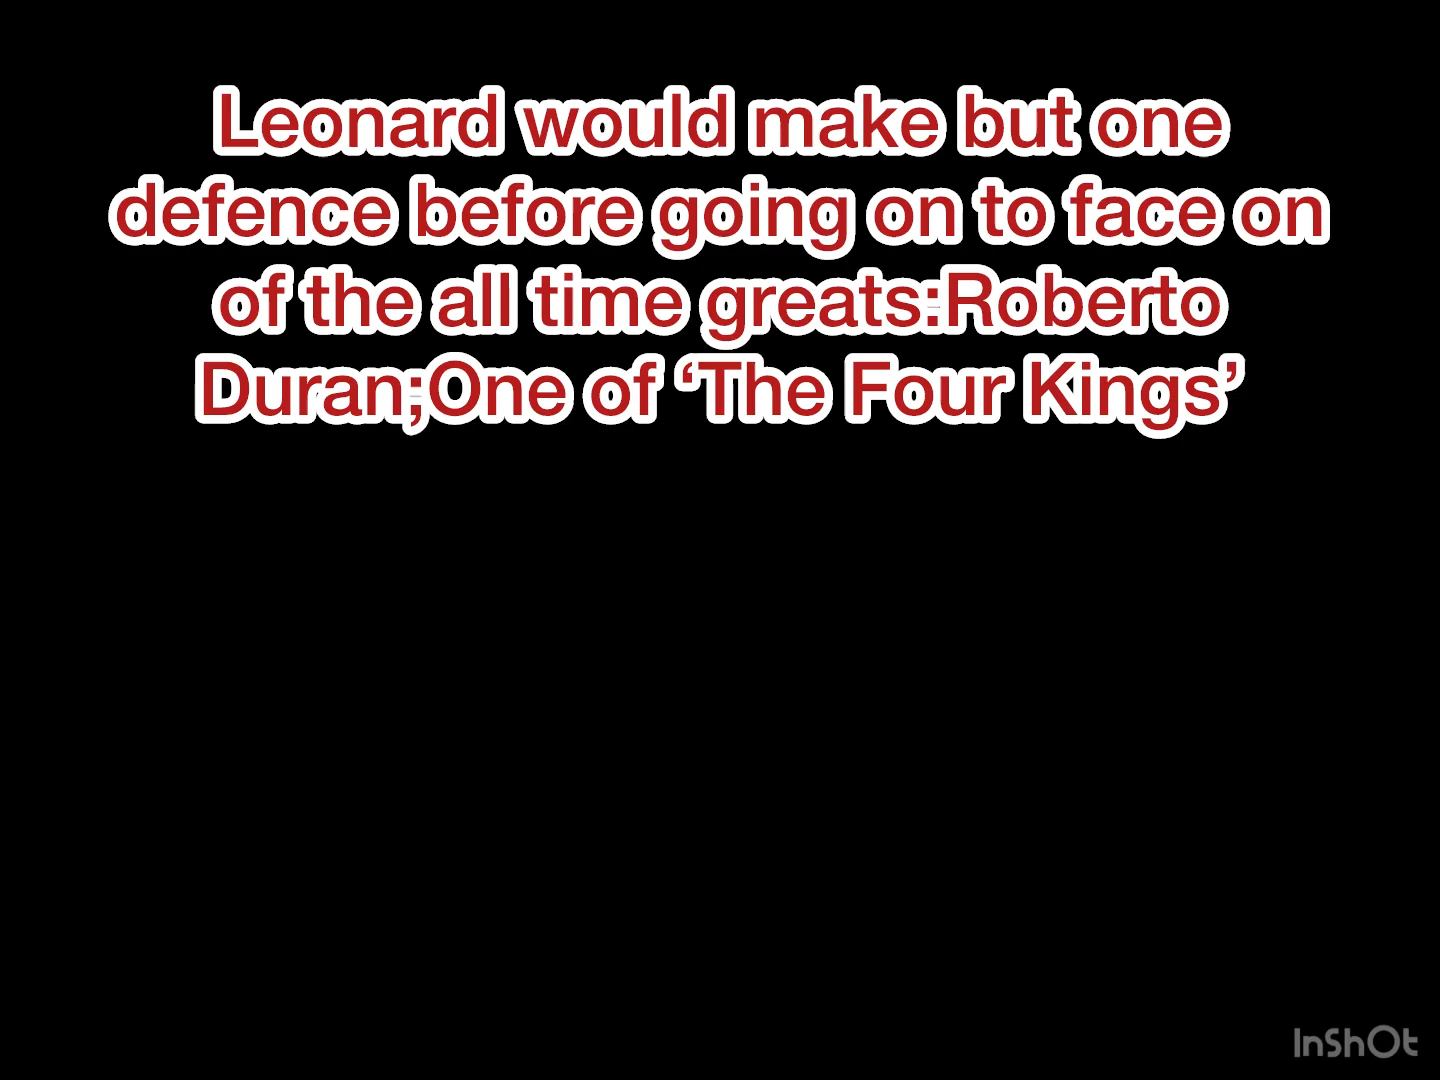 Leonard would make but one
defence before going on to face on
of the all time greats:Roberto
Duran;One of ‘The Four Kings’
InShOt